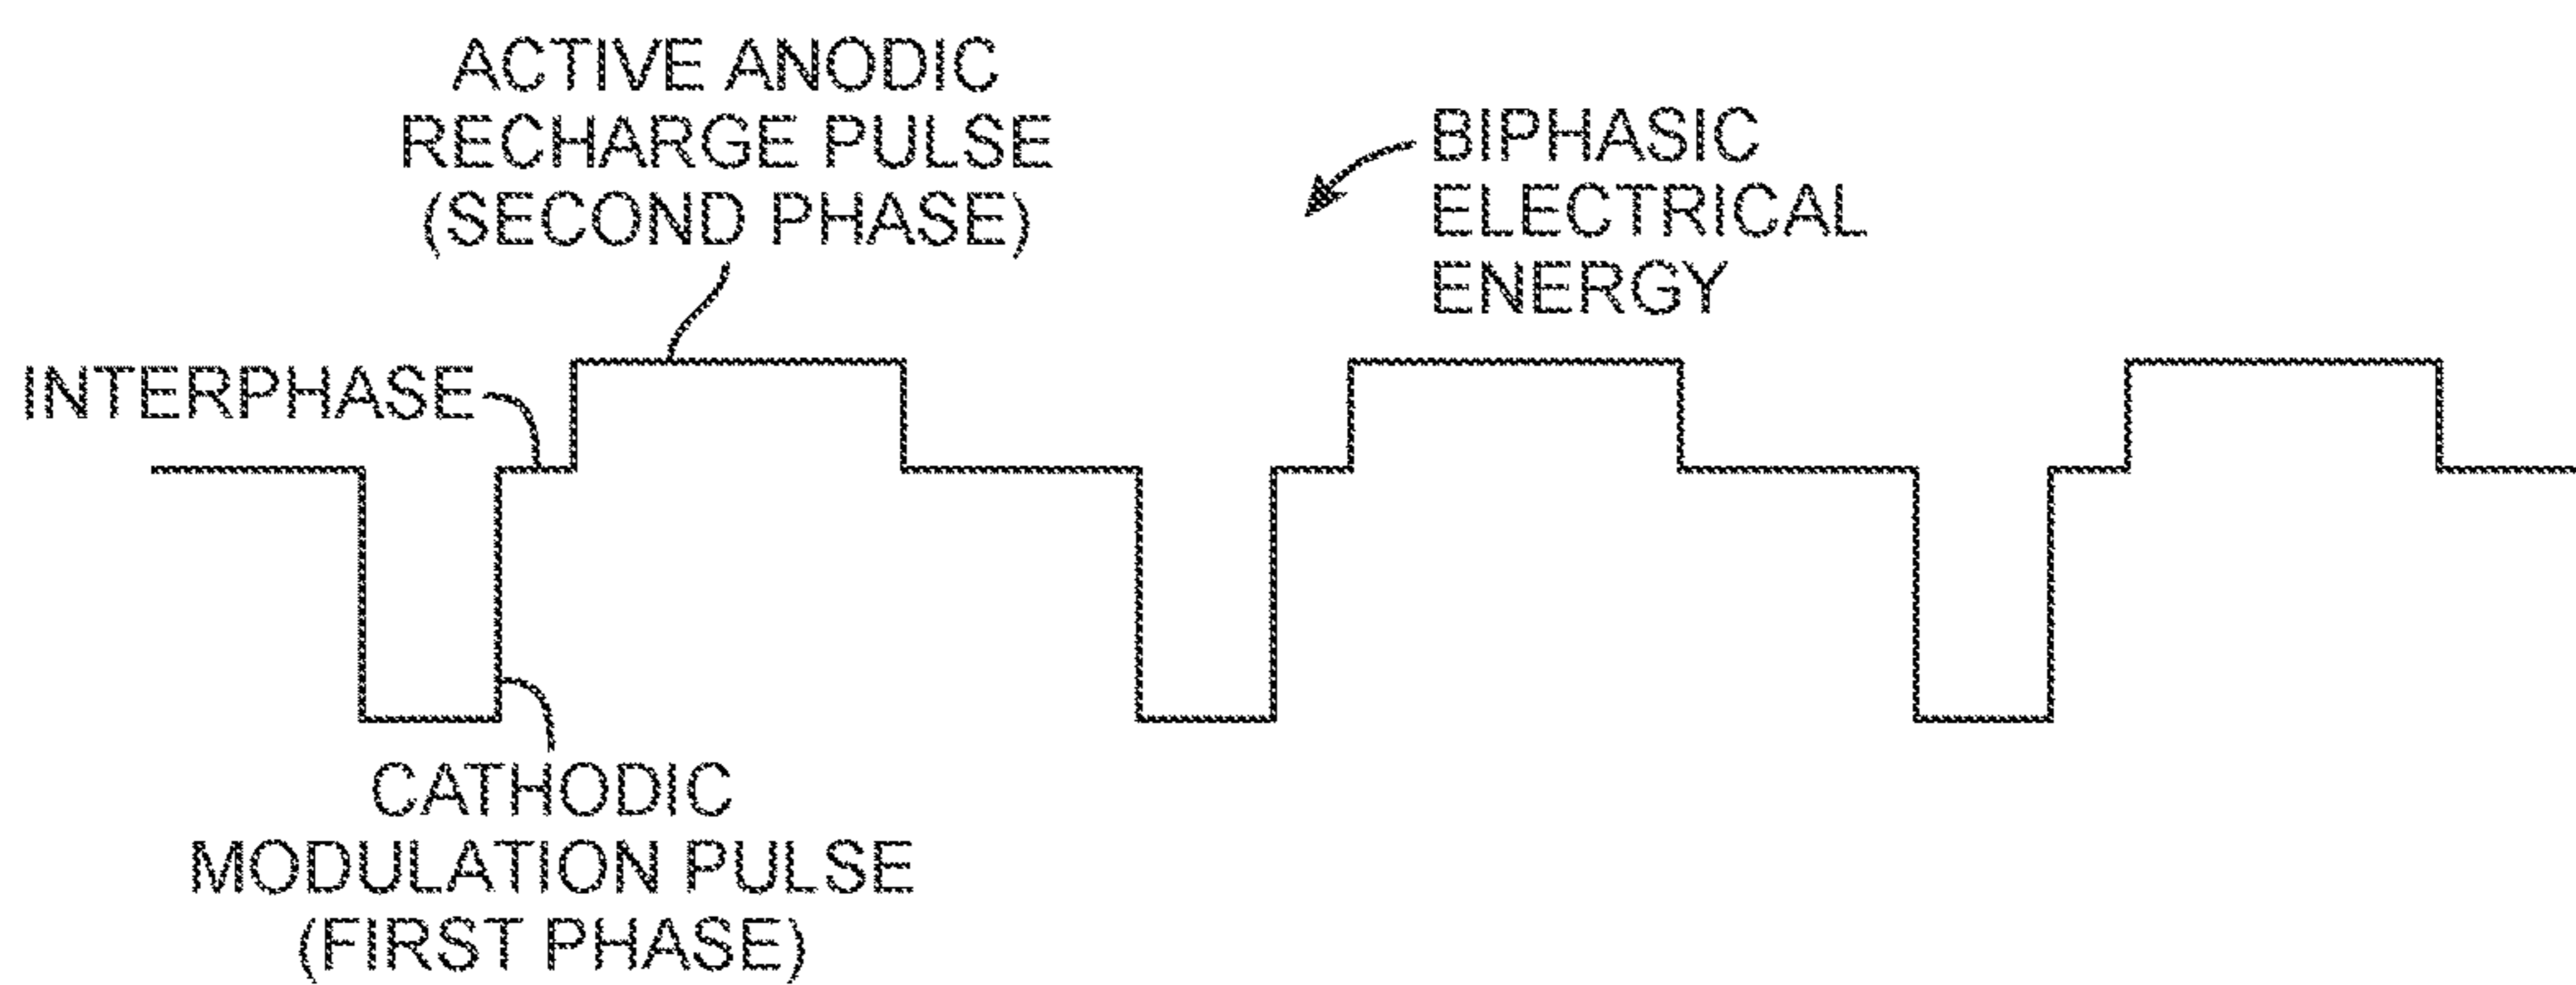 ACTIVE ANODIC
RECHARGE PULSE
(SECOND PHASE)
BIPHASIC
ELECTRICAL
ENERGY
INTERPHASE
CATHODIC
MODULATION PULSE
(FIRST PHASE)